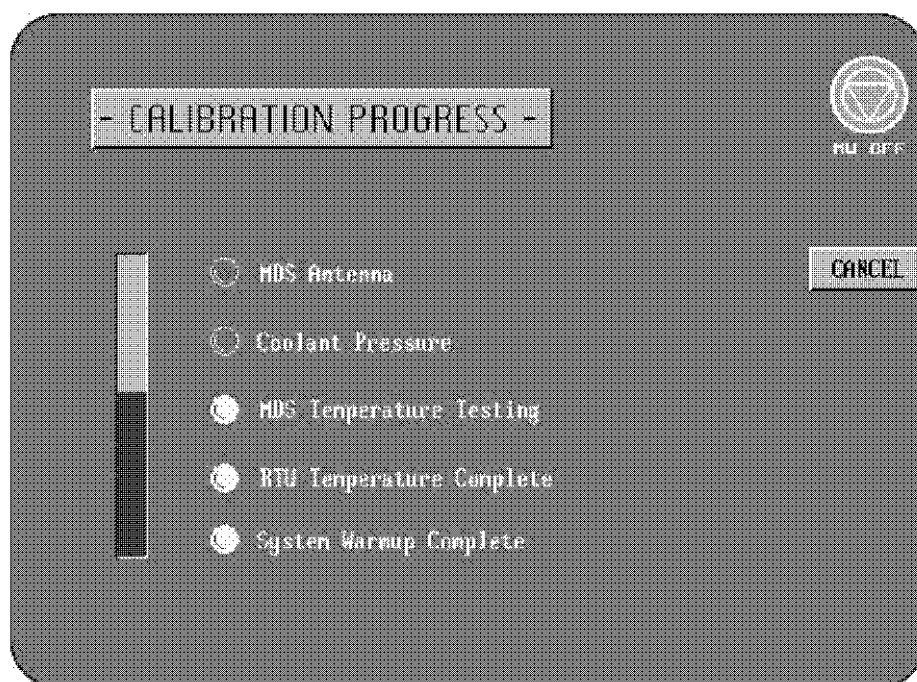 - CALIBRATION PROGRESS -
MW OFF
CANCEL
MDS Antenna
Coolant Pressure
MDS Temperature Testing
RTU Temperature Complete
System Warmup Complete